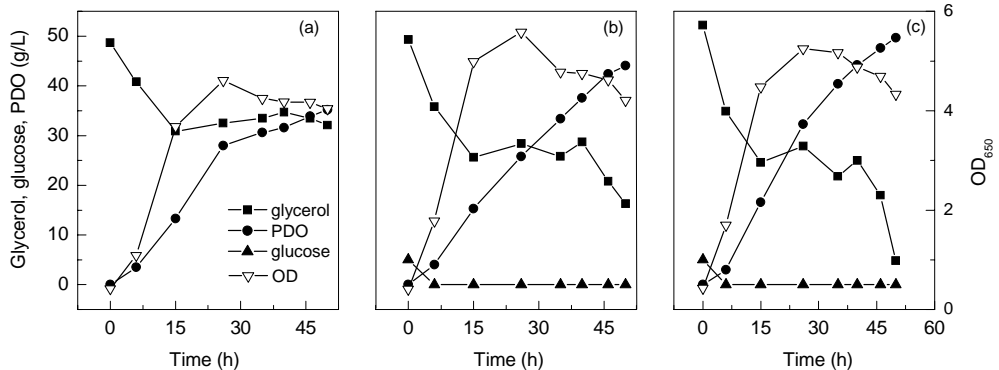 (a)
(b)
(c)
Glycerol, glucose, PDO (g/L)
50
40
30
20
10
0
glycerol
PDO
glucose
OD
6
4
2
0
OD650
0 15 30 45
0 15 30 45
0 15 30 45 60
Time (h)
Time (h)
Time (h)